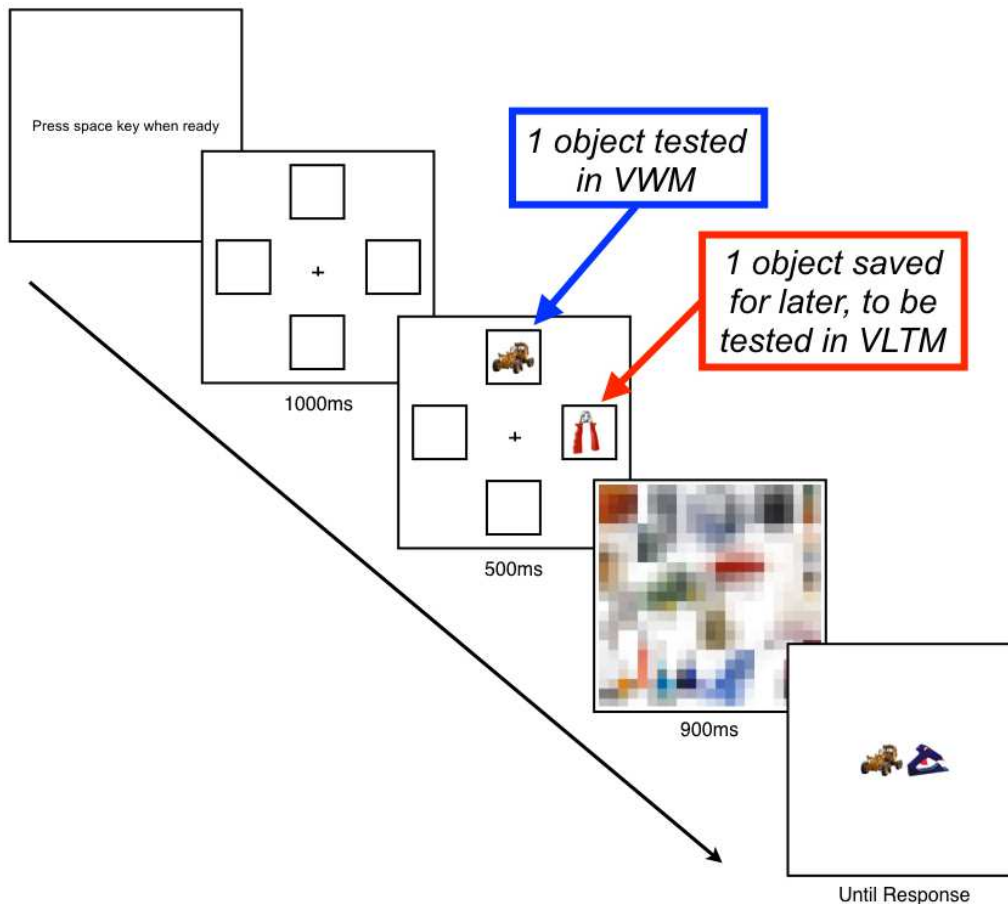 Press space key when ready
1 object tested
in VWM
1 object saved
for later, to be
tested in VLTM
1000ms
500ms
900ms
Until Response